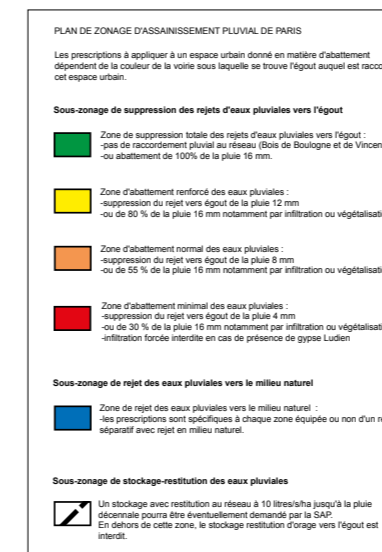 PLAN DE ZONAGE D'ASSAINISSEMENT PLUVIAL DE PARIS
Les prescriptions à appliquer à un espace urbain donné en matière d'abattement
dépendent de la couleur de la voirie sous laquelle se trouve l'égout auquel est racco
cet espace urbain.
Sous-zonage de suppression des rejets d'eaux pluviales vers l'égout
Zone de suppression totale des rejets d'eaux pluviales vers l'égout :
-pas de raccordement pluvial au réseau (Bois de Boulogne et de Vincen
-ou abattement de 100% de la pluie 16 mm.
Zone d'abattement renforcé des eaux pluviales :
-suppression du rejet vers égout de la pluie 12 mm
-ou de 80 % de la pluie 16 mm notamment par infiltration ou végétalisati
Zone d'abattement normal des eaux pluviales :
-suppression du rejet vers égout de la pluie 8 mm
-ou de 55 % de la pluie 16 mm notamment par infiltration ou végétalisati
Zone d'abattement minimal des eaux pluviales :
-suppression du rejet vers égout de la pluie 4 mm
-ou de 30 % de la pluie 16 mm notamment par infiltration ou végétalisati
-infiltration forcée interdite en cas de présence de gypse Ludien
Sous-zonage de rejet des eaux pluviales vers le milieu naturel
Zone de rejet des eaux pluviales vers le milieu naturel :
-les prescriptions sont spécifiques à chaque zone équipée ou non d'un re
séparatif avec rejet en milieu naturel.
Sous-zonage de stockage-restitution des eaux pluviales
Un stockage avec restitution au réseau à 10 litres/s/ha jusqu'à la pluie
décennale pourra être éventuellement demandé par la SAP.
En dehors de cette zone, le stockage restitution d'orage vers l'égout est
interdit.